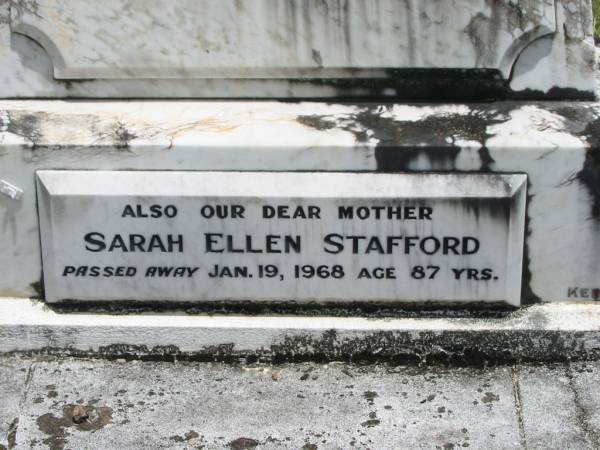 ALSO OUR DEAR MOTHER
SARAH ELLEN STAFFORD
PASSED AWAY JAN. 19, 1968 AGE 87 YRS.